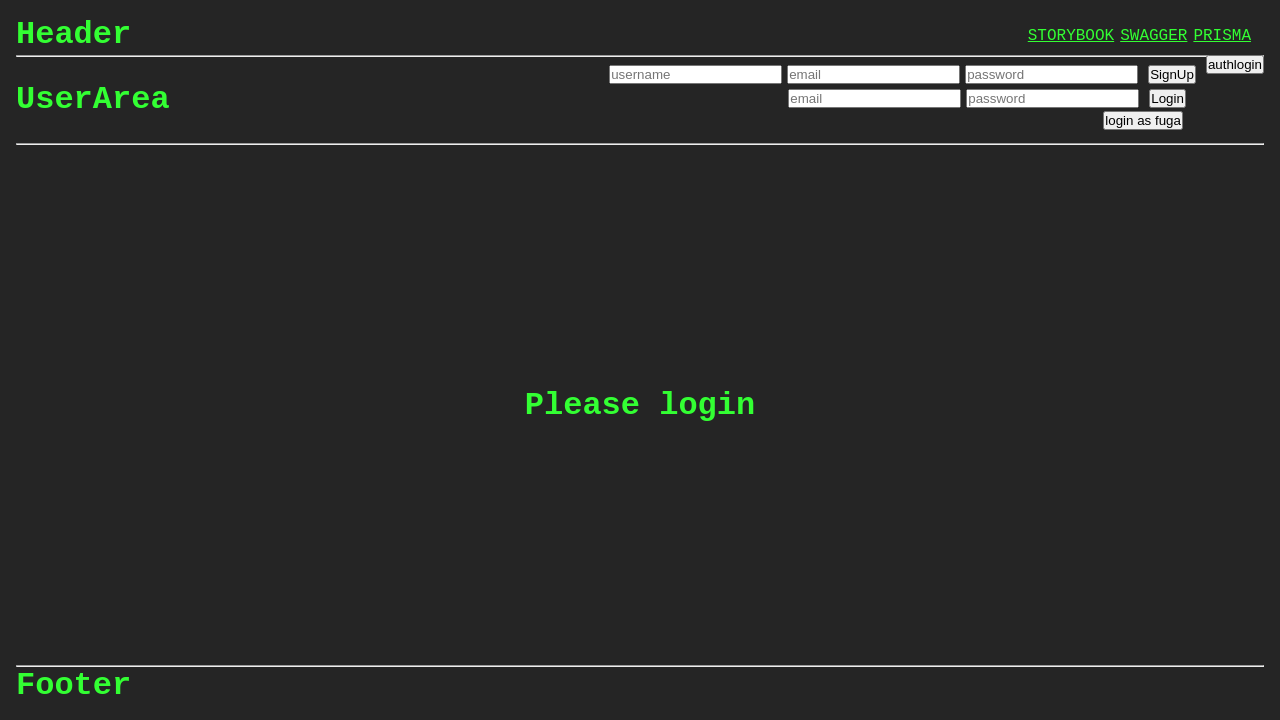 Header
STORYBOOK SWAGGER PRISMA
authlogin
username email password SignUp
UserArea
email password Login
login as fuga
Please login
Footer